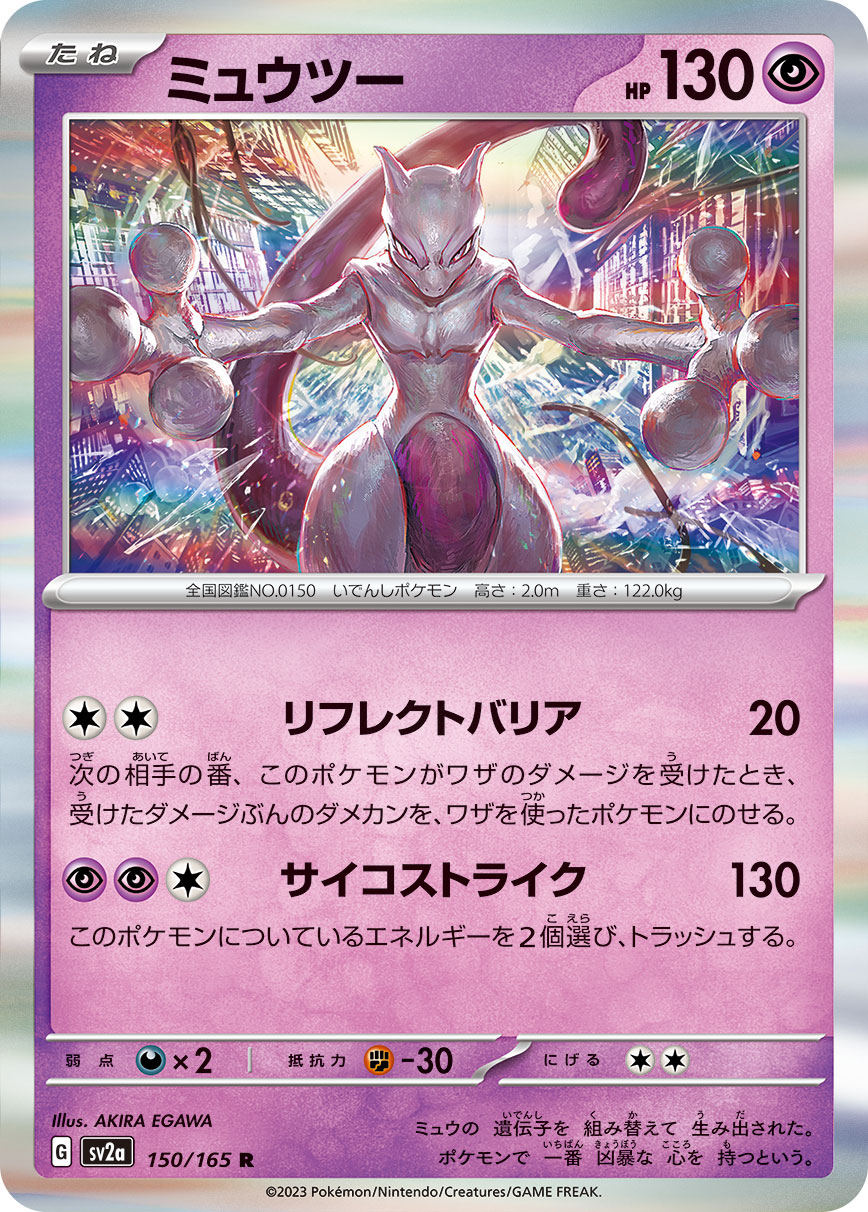 たね
ミュウツー
HP 130
全国図鑑NO.0150 いでんしポケモン 高さ：2.0m 重さ：122.0kg
リフレクトバリア 20
次の相手の番、このポケモンがワザのダメージを受けたとき、
受けたダメージぶんのダメカンを、ワザを使ったポケモンにのせる。
サイコストライク 130
このポケモンについているエネルギーを2個選び、トラッシュする。
弱点 ×2 抵抗力 -30 にげる
Illus. AKIRA EGAWA
G sv2a 150/165 R
ミュウの 遺伝子を 組み替えて 生み出された。
ポケモンで 一番 凶暴な 心を 持つという。
©2023 Pokémon/Nintendo/Creatures/GAME FREAK.